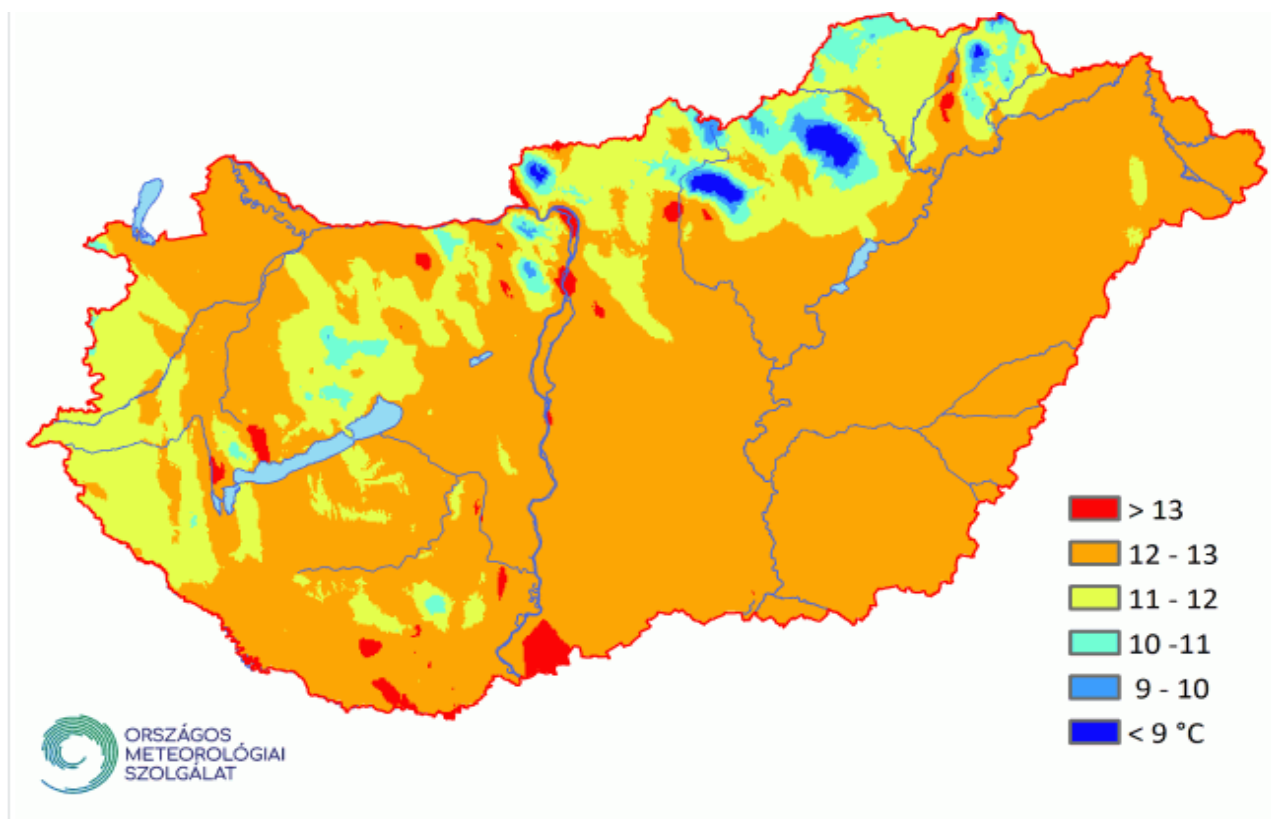 > 13
12 - 13
11 - 12
10 -11
9 - 10
< 9 °C
ORSZÁGOS
METEOROLÓGIAI
SZOLGÁLAT